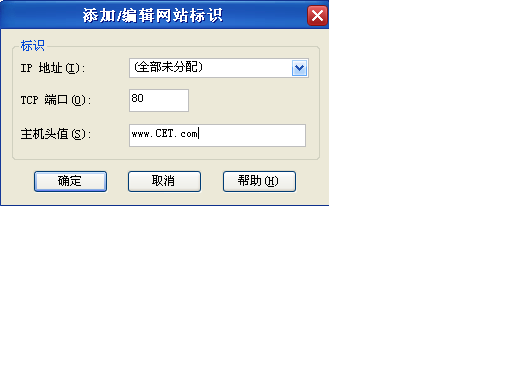 添加/编辑网站标识
标识
IP 地址(I):
(全部未分配)
TCP 端口(O):
80
主机头值(S):
www.CET.com
确定
取消
帮助(H)